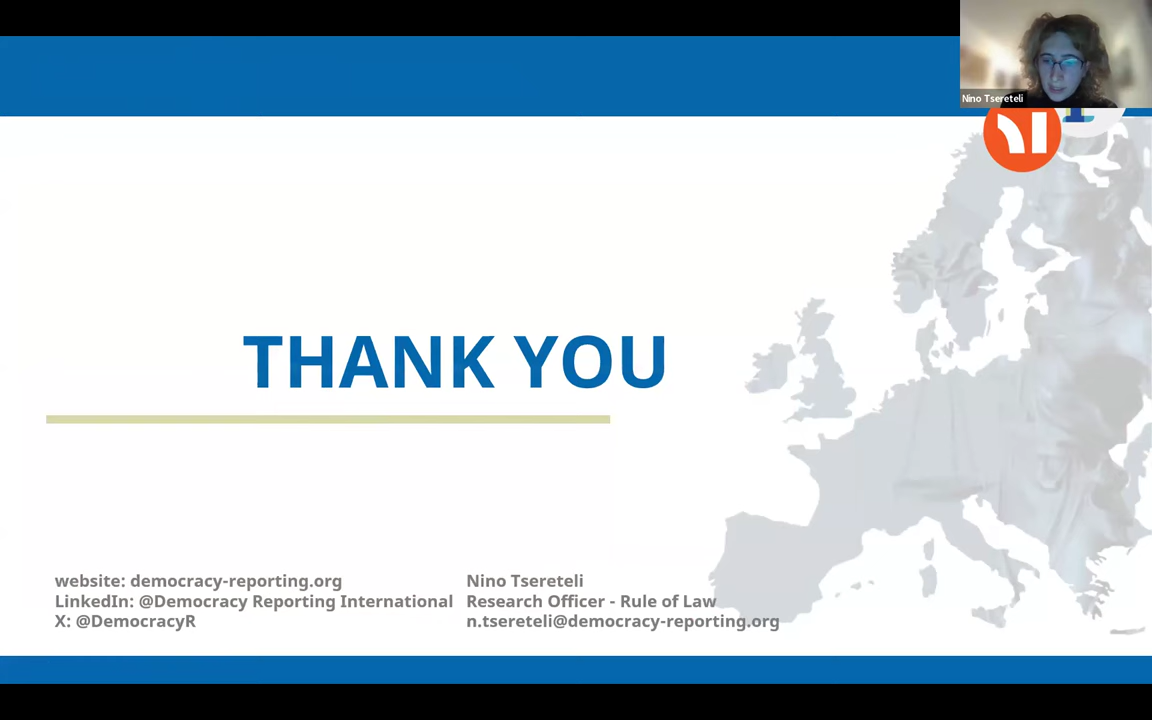 Nino Tsereteli
THANK YOU
website: democracy-reporting.org
LinkedIn: @Democracy Reporting International
X: @DemocracyR
Nino Tsereteli
Research Officer - Rule of Law
n.tsereteli@democracy-reporting.org